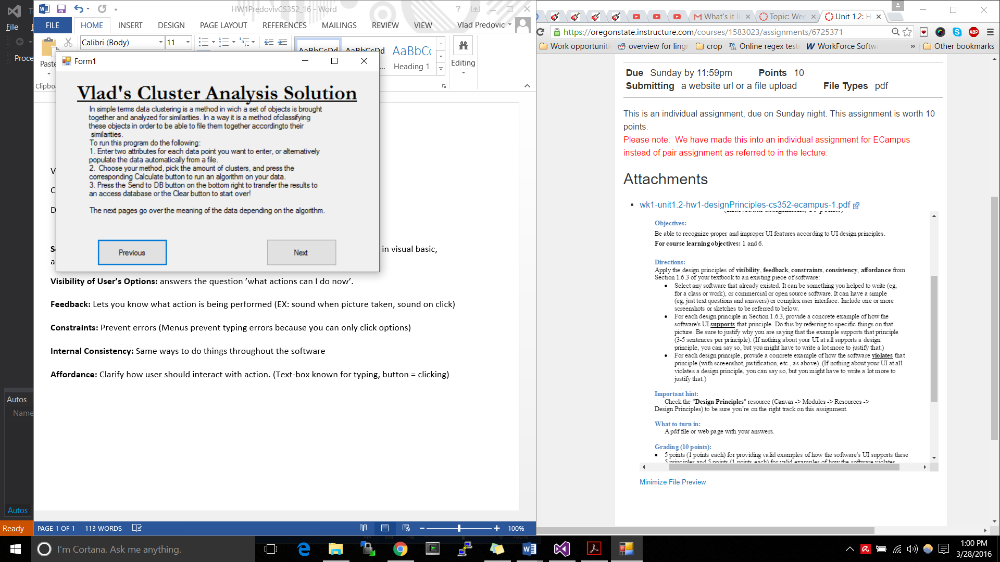 HW1PredovivCS352_16 - Word
FILE HOME INSERT DESIGN PAGE LAYOUT REFERENCES MAILINGS REVIEW VIEW Vlad Predovic
Calibri (Body) 11
AaBbCcDd AaBbCcDd AaBbCc
Paste
Heading 1
Editing
File
Proce
Form1
Vlad's Cluster Analysis Solution
In simple terms data clustering is a method in wich a set of objects is brought
together and analyzed for similarities. In a way it is a method ofclassifying
these objects in order to be able to file them together accordingto their
similarities.
To run this program do the following:
1. Enter two attributes for each data point you want to enter, or alternatively
populate the data automatically from a file.
2. Choose your method, pick the amount of clusters, and press the
corresponding Calculate button to run an algorithm on your data.
3. Press the Send to DB button on the bottom right to transfer the results to
an access database or the Clear button to start over!
The next pages go over the meaning of the data depending on the algorithm.
Previous Next
in visual basic,
Visibility of User’s Options: answers the question ’what actions can I do now’.
Feedback: Lets you know what action is being performed (EX: sound when picture taken, sound on click)
Constraints: Prevent errors (Menus prevent typing errors because you can only click options)
Internal Consistency: Same ways to do things throughout the software
Affordance: Clarify how user should interact with action. (Text-box known for typing, button = clicking)
Autos
Name
Autos
Ready
PAGE 1 OF 1 113 WORDS 100%
What's it li Topic: Wee Unit 1.2: H
https://oregonstate.instructure.com/courses/1583023/assignments/6725371
Work opportuniti overview for ling crop Online regex teste WorkForce Softw » Other bookmarks
Due Sunday by 11:59pm Points 10
Submitting a website url or a file upload File Types pdf
This is an individual assignment, due on Sunday night. This assignment is worth 10
points.
Please note: We have made this into an individual assignment for ECampus
instead of pair assignment as referred to in the lecture.
Attachments
wk1-unit1.2-hw1-designPrinciples-cs352-ecampus-1.pdf
Objectives:
Be able to recognize proper and improper UI features according to UI design principles.
For course learning objectives: 1 and 6.
Directions:
Apply the design principles of visibility, feedback, constraints, consistency, affordance from
Section 1.6.3 of your textbook to an existing piece of software:
Select any software that already existed. It can be something you helped to write (eg,
for a class or work), or commercial or open source software. It can have a simple
(eg, just text questions and answers) or complex user interface. Include one or more
screenshots or sketches to be referred to below.
For each design principle in Section 1.6.3, provide a concrete example of how the
software's UI supports that principle. Do this by referring to specific things on that
picture. Be sure to justify why you are saying that the example supports that principle
(3-5 sentences per principle). (If nothing about your UI at all supports a design
principle, you can say so, but you might have to write a lot more to justify that.)
For each design principle, provide a concrete example of how the software violates that
principle (with screenshot, justification, etc., as above). (If nothing about your UI at all
violates a design principle, you can say so, but you might have to write a lot more to
justify that.)
Important hint:
Check the "Design Principles" resource (Canvas -> Modules -> Resources ->
Design Principles) to be sure you’re on the right track on this assignment.
What to turn in:
A pdf file or web page with your answers.
Grading (10 points):
5 points (1 points each) for providing valid examples of how the software's UI supports these
5 principles and 5 points (1 points each) for valid examples of how the software violates
Minimize File Preview
I'm Cortana. Ask me anything.
1:00 PM
3/28/2016